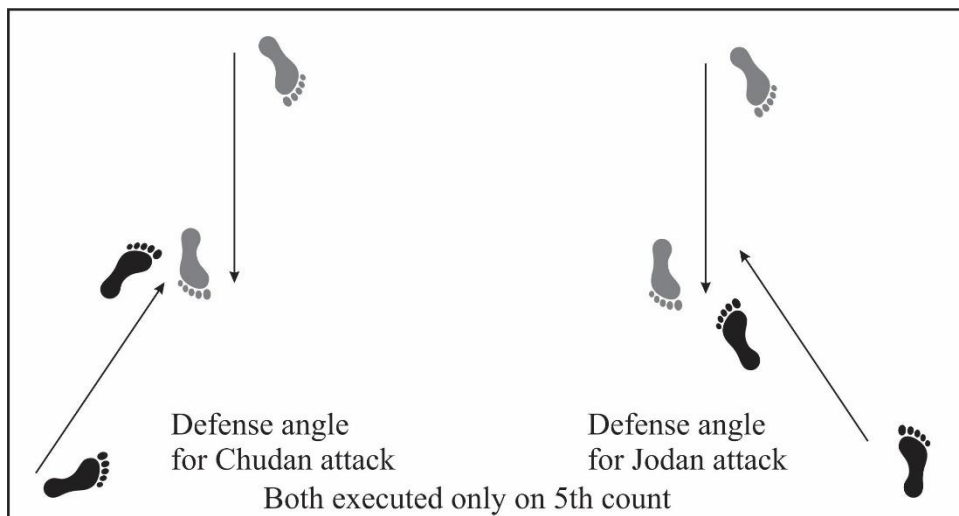 Defense angle
for Chudan attack
Defense angle
for Jodan attack
Both executed only on 5th count